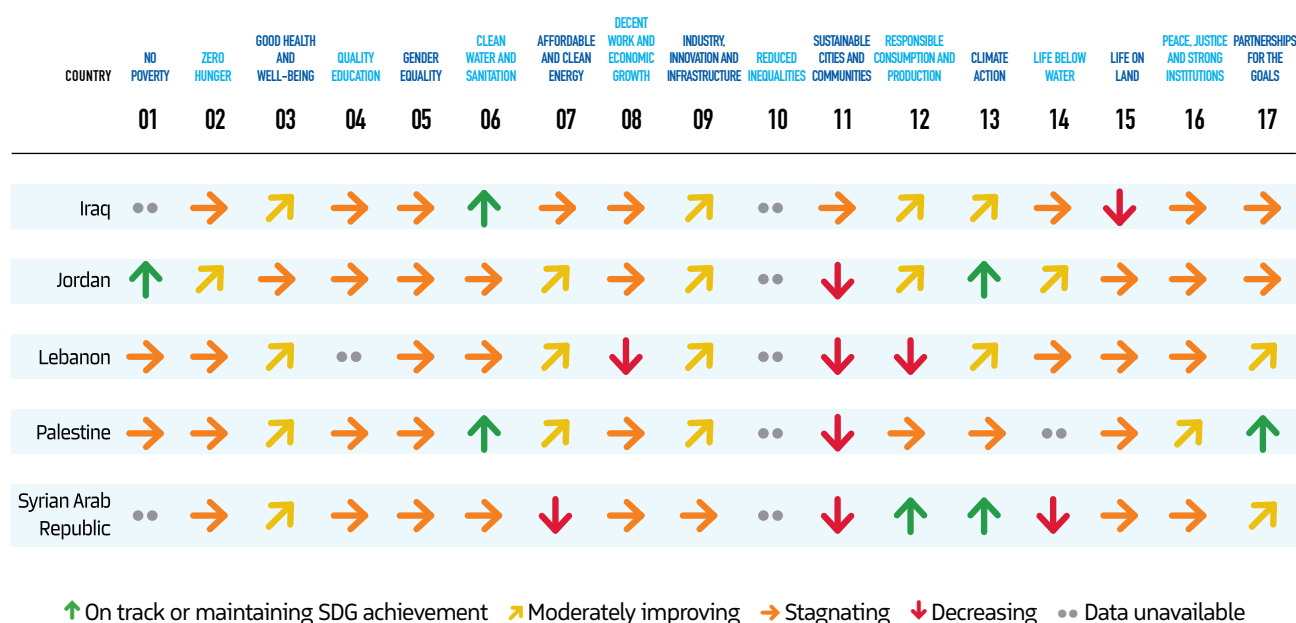 COUNTRY
NO
POVERTY
ZERO
HUNGER
GOOD HEALTH
AND
WELL-BEING
QUALITY
EDUCATION
GENDER
EQUALITY
CLEAN
WATER AND
SANITATION
AFFORDABLE
AND CLEAN
ENERGY
DECENT
WORK AND
ECONOMIC
GROWTH
INDUSTRY,
INNOVATION AND
INFRASTRUCTURE
REDUCED
INEQUALITIES
SUSTAINABLE
CITIES AND
COMMUNITIES
RESPONSIBLE
CONSUMPTION AND
PRODUCTION
CLIMATE
ACTION
LIFE BELOW
WATER
LIFE ON
LAND
PEACE, JUSTICE
AND STRONG
INSTITUTIONS
PARTNERSHIPS
FOR THE
GOALS
01 02 03 04 05 06 07 08 09 10 11 12 13 14 15 16 17
Iraq
Jordan
Lebanon
Palestine
Syrian Arab
Republic
On track or maintaining SDG achievement Moderately improving Stagnating Decreasing Data unavailable